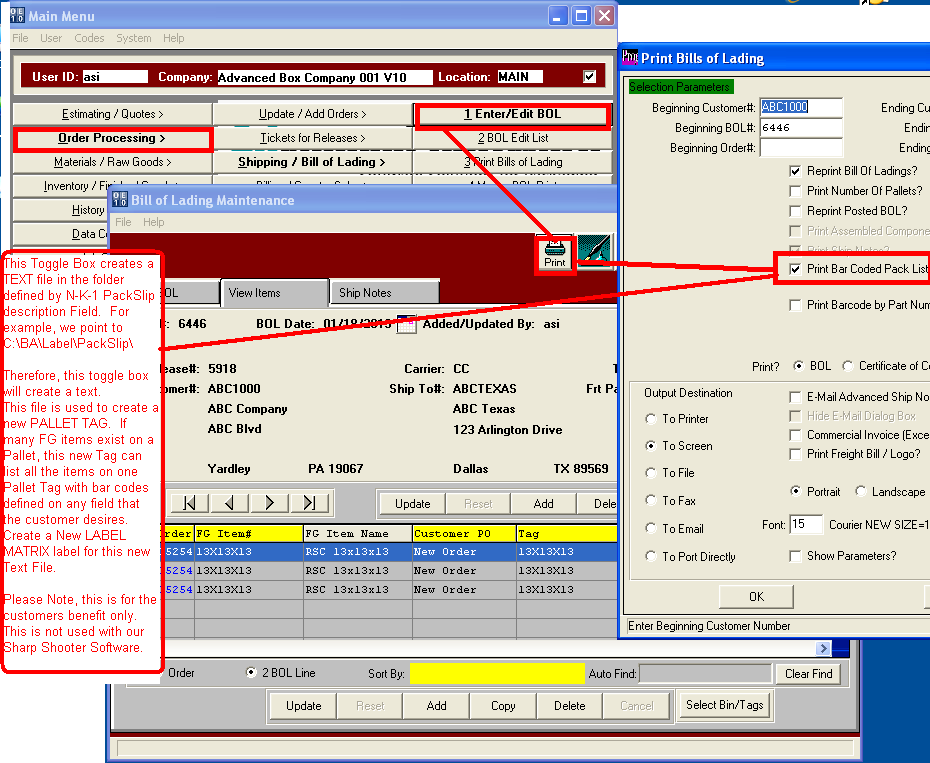 Main Menu
File User Codes System Help
User ID: asi Company: Advanced Box Company 001 V10 Location: MAIN
Estimating / Quotes > Update / Add Orders > 1 Enter/Edit BOL
Order Processing > Tickets for Releases > 2 BOL Edit List
Materials / Raw Goods > Shipping / Bill of Lading > 3 Print Bills of Lading
Inventory / Fi
History
Data Co
Bill of Lading Maintenance
File Help
Print
OL View Items Ship Notes
#: 6446 BOL Date: 01/18/2010 Added/Updated By: asi
ease#: 5918 Carrier: CC
omer#: ABC1000 Ship To#: ABCTEXAS Frt Pa
ABC Company ABC Texas
ABC Blvd 123 Arlington Drive
Yardley PA 19067 Dallas TX 89569
Update Reset Add Dele
rder FG Item# FG Item Name Customer PO Tag
5254 13X13X13 RSC 13x13x13 New Order 13X13X13
5254 13X13X13 RSC 13x13x13 New Order 13X13X13
5254 13X13X13 RSC 13x13x13 New Order 13X13X13
Order 2 BOL Line Sort By: Auto Find: Clear Find
Update Reset Add Copy Delete Cancel Select Bin/Tags
This Toggle Box creates a
TEXT file in the folder
defined by N-K-1 PackSlip
description Field. For
example, we point to
C:\BA\Label\PackSlip\
Therefore, this toggle box
will create a text.
This file is used to create a
new PALLET TAG. If
many FG items exist on a
Pallet, this new Tag can
list all the items on one
Pallet Tag with bar codes
defined on any field that
the customer desires.
Create a New LABEL
MATRIX label for this new
Text File.
Please Note, this is for the
customers benefit only.
This is not used with our
Sharp Shooter Software.
Print Bills of Lading
Selection Parameters
Beginning Customer#: ABC1000 Ending Cu
Beginning BOL#: 6446 Endin
Beginning Order#: Ending
Reprint Bill Of Ladings?
Print Number Of Pallets?
Reprint Posted BOL?
Print Assembled Compone
Print Ship Notes?
Print Bar Coded Pack List
Print Barcode by Part Num
Print? BOL Certificate of Co
Output Destination
To Printer
To Screen
To File
To Fax
To Email
To Port Directly
E-Mail Advanced Ship No
Hide E-Mail Dialog Box
Commercial Invoice (Exce
Print Freight Bill / Logo?
Portrait Landscape
Font: 15 Courier NEW SIZE=1
Show Parameters?
OK
Enter Beginning Customer Number